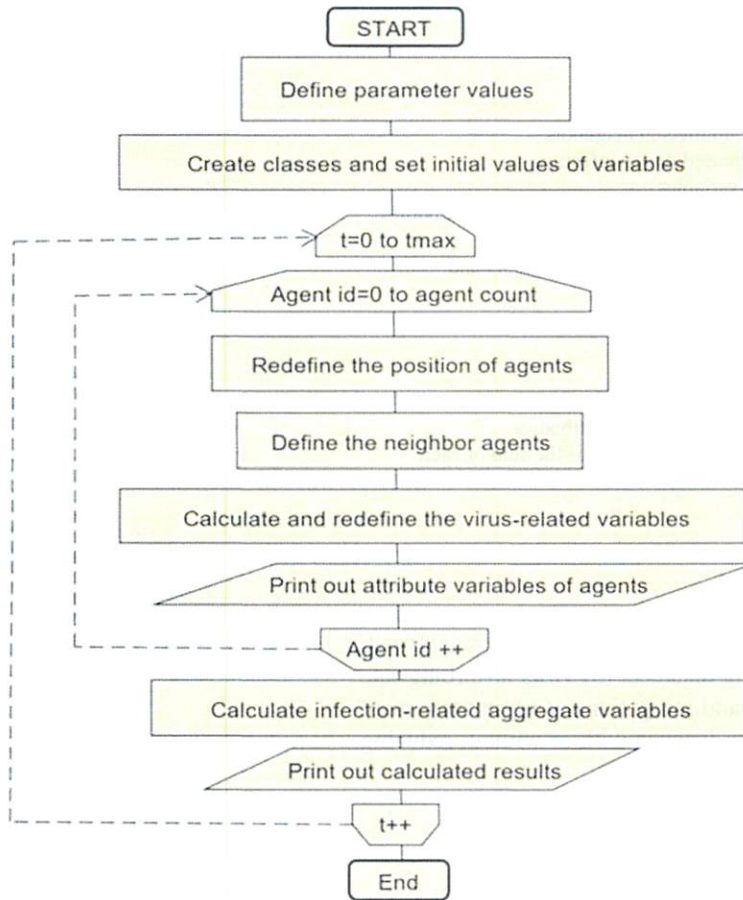 START
Define parameter values
Create classes and set initial values of variables
t=0 to tmax
Agent id=0 to agent count
Redefine the position of agents
Define the neighbor agents
Calculate and redefine the virus-related variables
Print out attribute variables of agents
Agent id ++
Calculate infection-related aggregate variables
Print out calculated results
t++
End